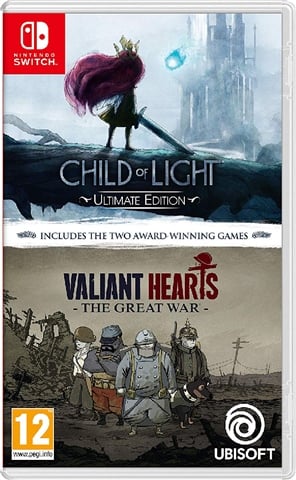 NINTENDO
SWITCH™
CHILD OF LIGHT
ULTIMATE EDITION
INCLUDES THE TWO AWARD WINNING GAMES
VALIANT HEARTS
- THE GREAT WAR -
12
www.pegi.info
UBISOFT